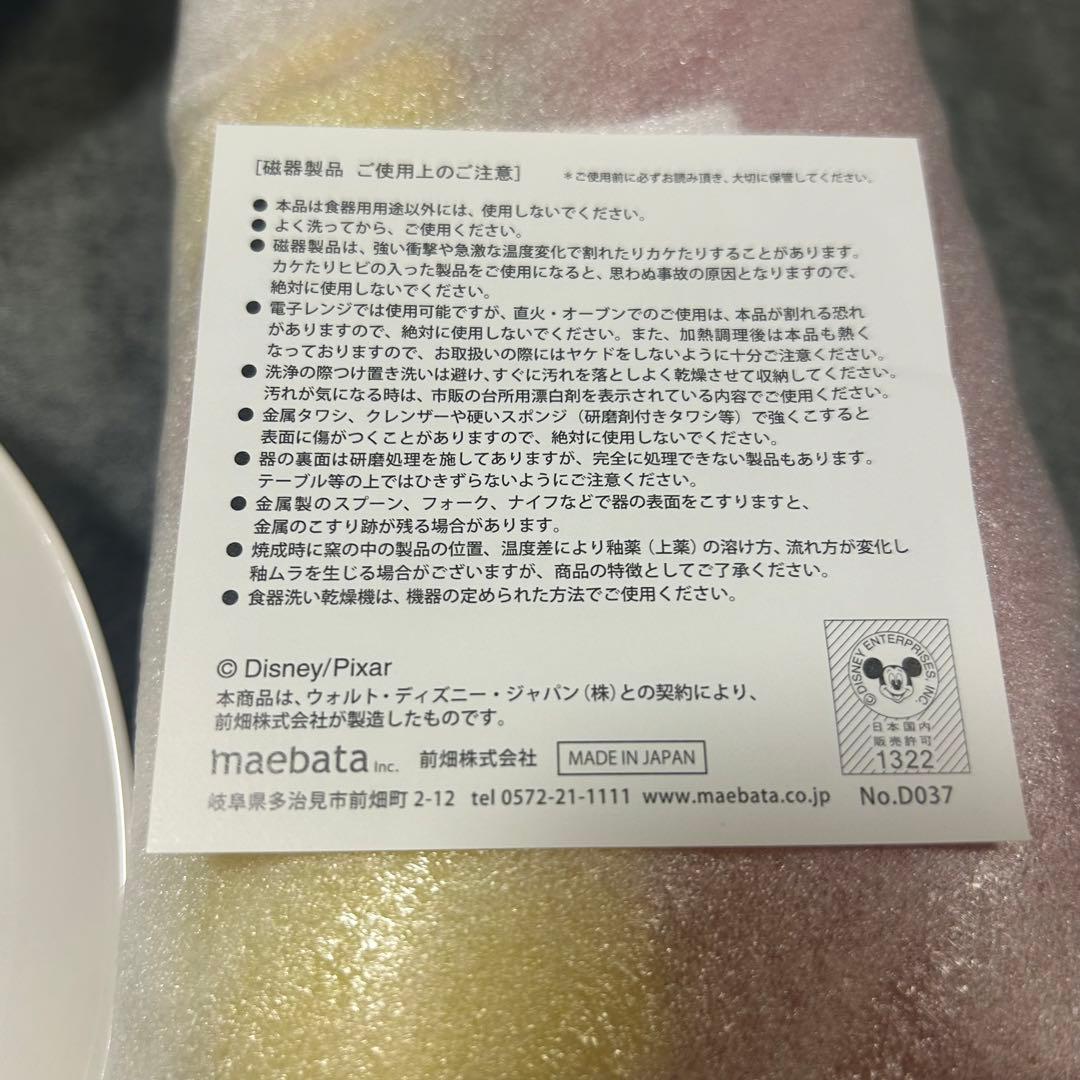 [磁器製品 ご使用上のご注意] *ご使用前に必ずお読み頂き、大切に保管してください。
● 本品は食器用用途以外には、使用しないでください。
● よく洗ってから、ご使用ください。
● 磁器製品は、強い衝撃や急激な温度変化で割れたりカケたりすることがあります。
カケたりヒビの入った製品をご使用になると、思わぬ事故の原因となりますので、
絶対に使用しないでください。
● 電子レンジでは使用可能ですが、直火・オーブンでのご使用は、本品が割れる恐れ
がありますので、絶対に使用しないでください。また、加熱調理後は本品も熱く
なっておりますので、お取扱いの際にはヤケドをしないように十分ご注意ください。
● 洗浄の際つけ置き洗いは避け、すぐに汚れを落としよく乾燥させて収納してください。
汚れが気になる時は、市販の台所用漂白剤を表示されている内容でご使用ください。
● 金属タワシ、クレンザーや硬いスポンジ（研磨剤付きタワシ等）で強くこすると
表面に傷がつくことがありますので、絶対に使用しないでください。
● 器の裏面は研磨処理を施してありますが、完全に処理できない製品もあります。
テーブル等の上ではひきずらないようにご注意ください。
● 金属製のスプーン、フォーク、ナイフなどで器の表面をこすりますと、
金属のこすり跡が残る場合があります。
● 焼成時に窯の中の製品の位置、温度差により釉薬（上薬）の溶け方、流れ方が変化し
釉ムラを生じる場合がございますが、商品の特徴としてご了承ください。
● 食器洗い乾燥機は、機器の定められた方法でご使用ください。
© Disney/Pixar
本商品は、ウォルト・ディズニー・ジャパン（株）との契約により、
前畑株式会社が製造したものです。
maebata Inc. 前畑株式会社 MADE IN JAPAN
岐阜県多治見市前畑町 2-12 tel 0572-21-1111 www.maebata.co.jp No.D037
©DISNEY ENTERPRISES, INC
日本国内
販売許可
1322